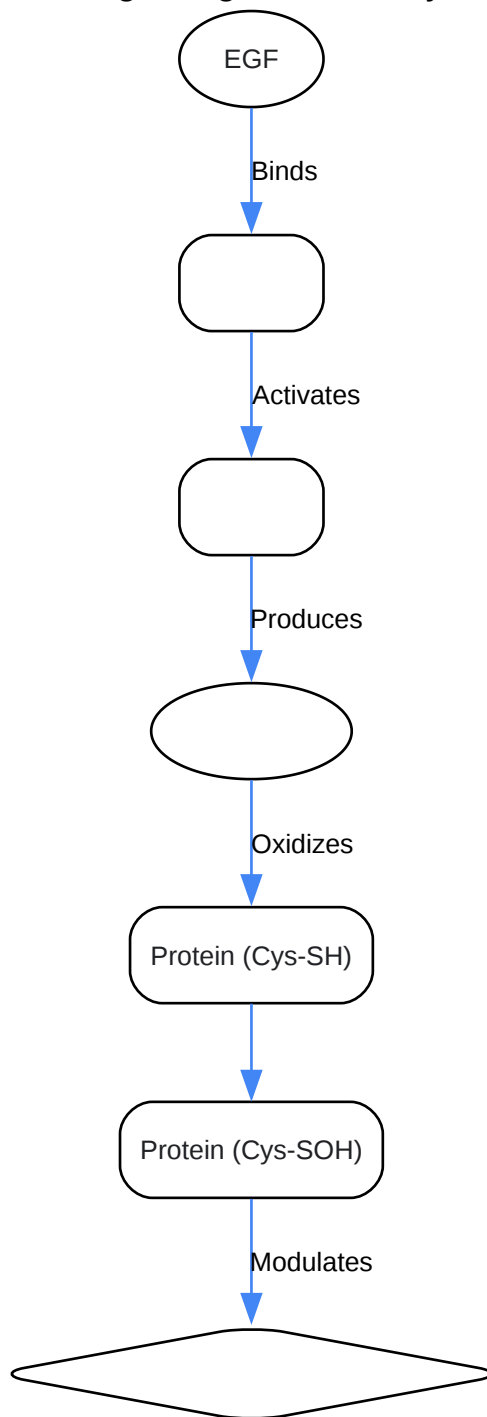 EGF
Binds
Activates
Produces
Oxidizes
Protein (Cys-SH)
Protein (Cys-SOH)
Modulates